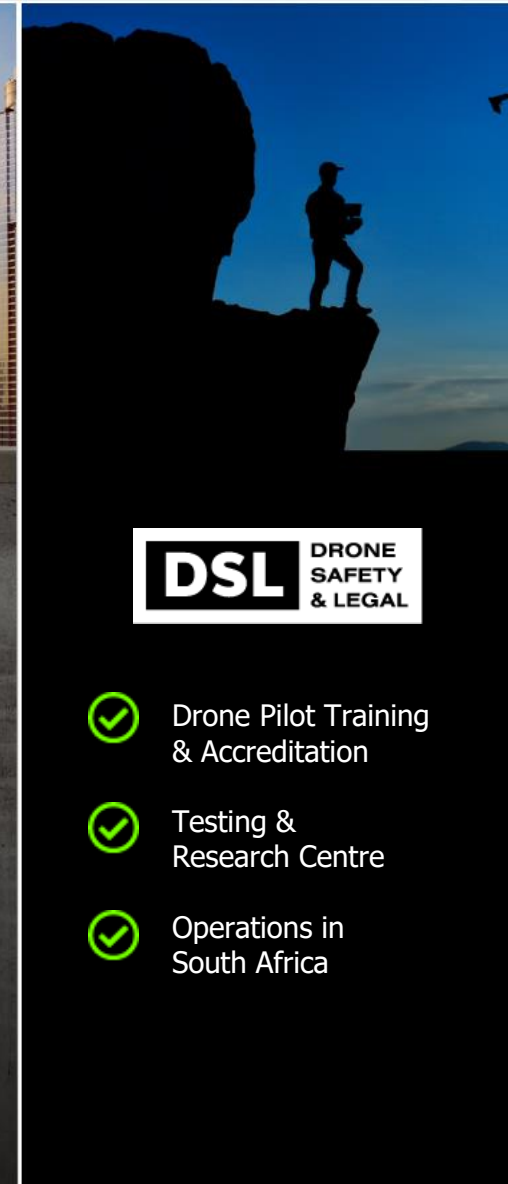 DSL
DRONE
SAFETY
& LEGAL
Drone Pilot Training
& Accreditation
Testing &
Research Centre
Operations in
South Africa